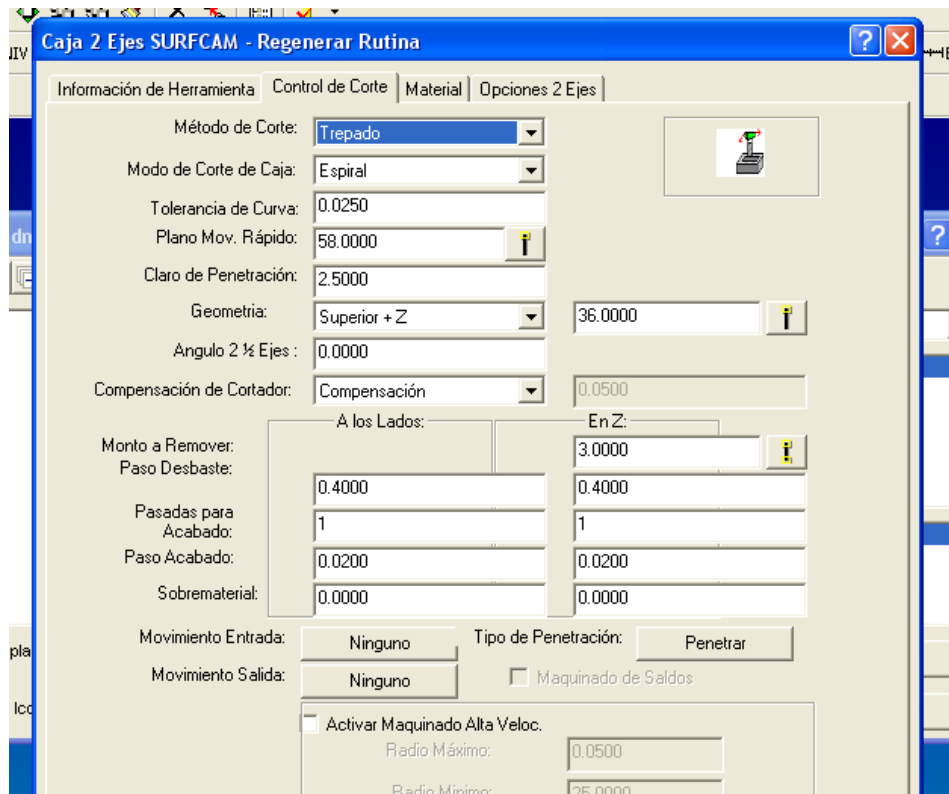 Caja 2 Ejes SURFCAM - Regenerar Rutina
Información de Herramienta Control de Corte Material Opciones 2 Ejes
Método de Corte: Trepado
Modo de Corte de Caja: Espiral
Tolerancia de Curva: 0.0250
Plano Mov. Rápido: 58.0000
Claro de Penetración: 2.5000
Geometria: Superior + Z 36.0000
Angulo 2 ½ Ejes : 0.0000
Compensación de Cortador: Compensación 0.0500
A los Lados: En Z:
Monto a Remover: 3.0000
Paso Desbaste: 0.4000 0.4000
Pasadas para
Acabado: 1 1
Paso Acabado: 0.0200 0.0200
Sobrematerial: 0.0000 0.0000
Movimiento Entrada: Ninguno Tipo de Penetración: Penetrar
Movimiento Salida: Ninguno Maquinado de Saldos
Activar Maquinado Alta Veloc.
Radio Máximo: 0.0500
Radio Minimo: 25.0000